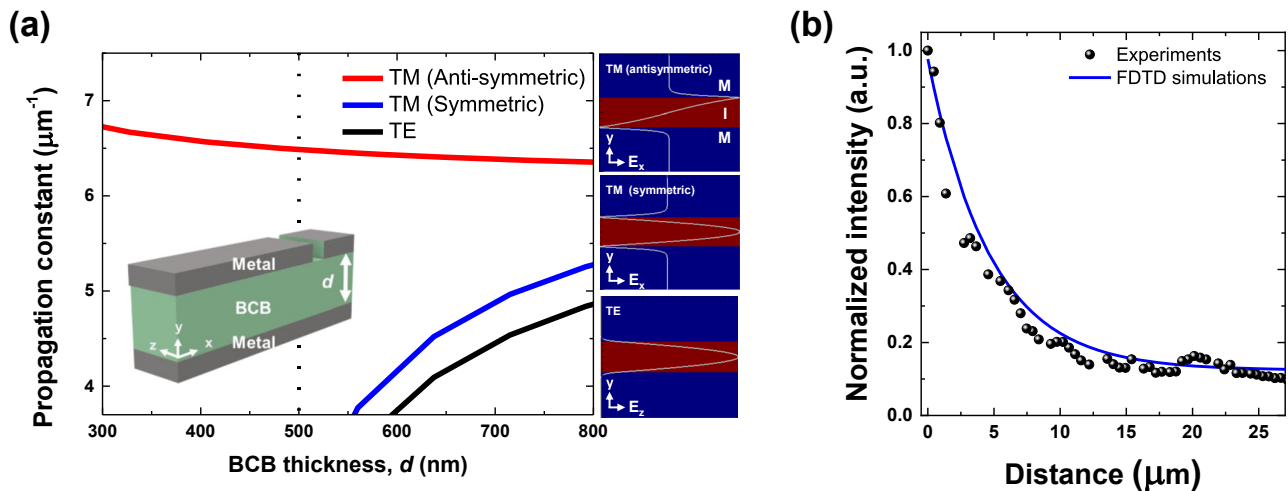 (a)
Propagation constant (μm⁻¹)
7
6
5
4
TM (Anti-symmetric)
TM (Symmetric)
TE
Metal
BCB
Metal
d
y
z
x
300
400
500
600
700
800
BCB thickness, d (nm)
TM (antisymmetric)
M
I
M
y
Eₓ
TM (symmetric)
y
Eₓ
TE
y
E_z
(b)
Normalized intensity (a.u.)
1.0
0.8
0.6
0.4
0.2
0.0
Experiments
FDTD simulations
0
5
10
15
20
25
Distance (μm)